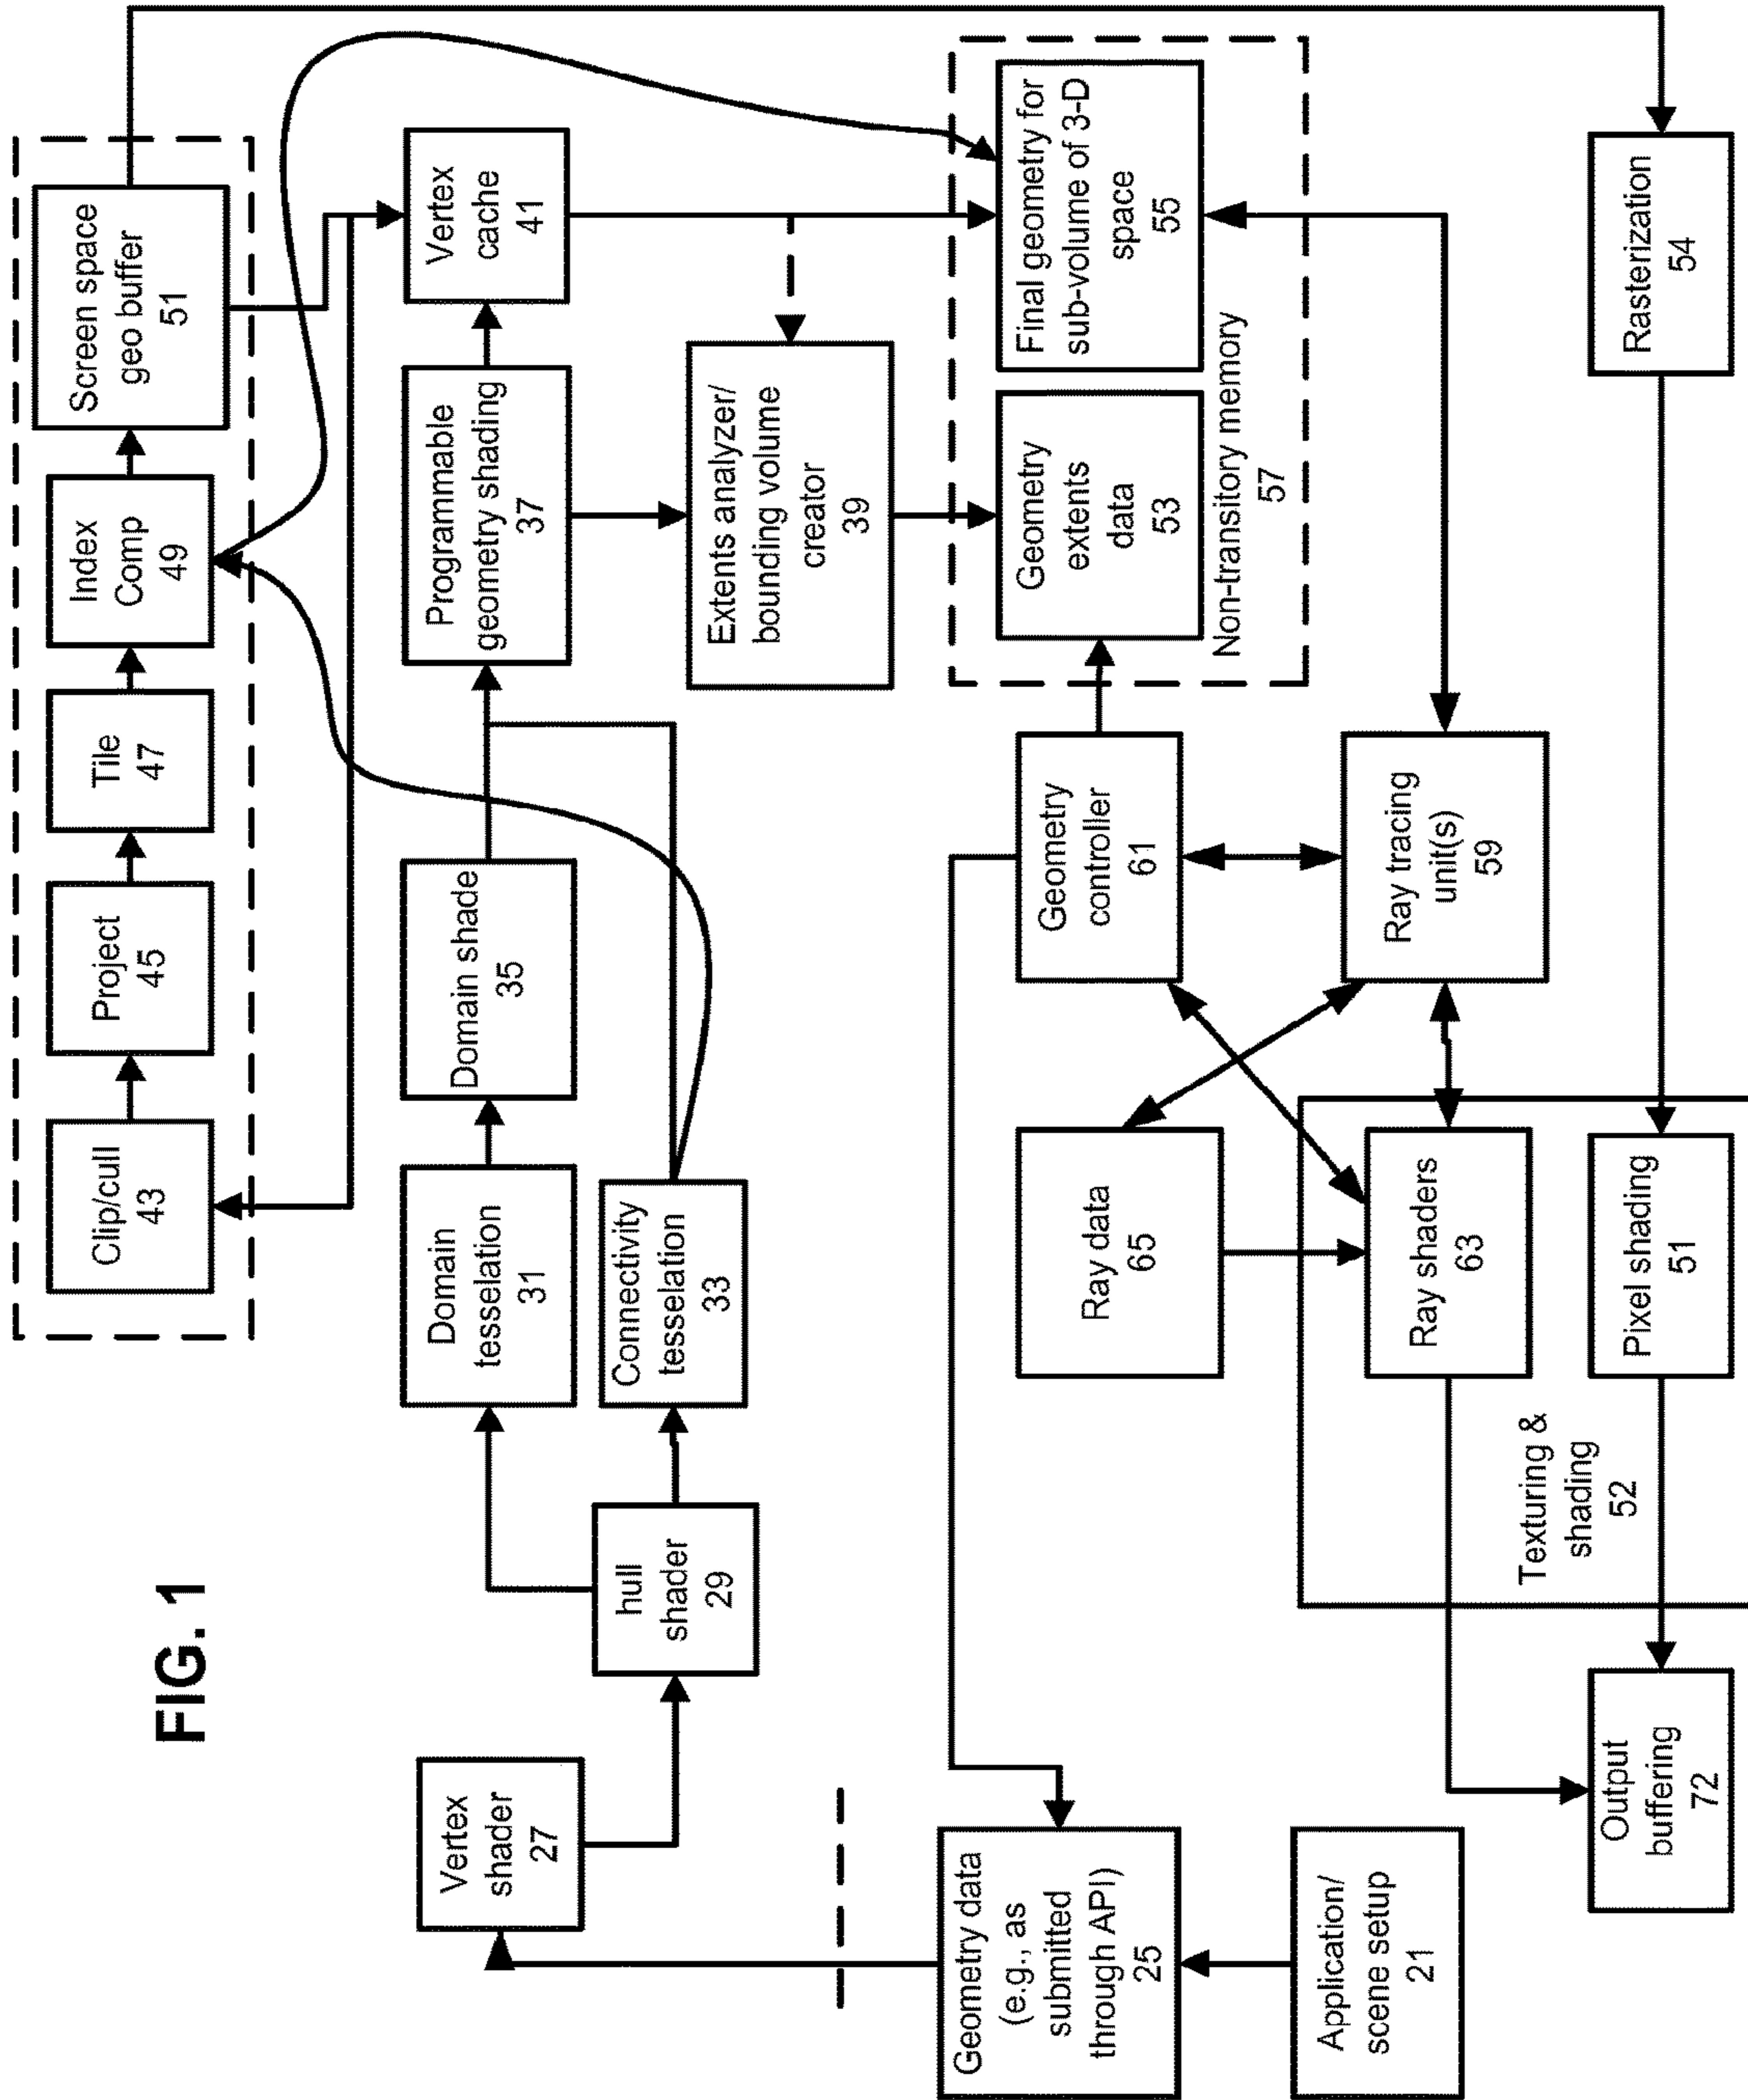 FIG. 1
Clip/cull
43
Project
45
Tile
47
Index
Comp
49
Screen space
geo buffer
51
Vertex
shader
27
hull
shader
29
Domain
tesselation
31
Connectivity
tesselation
33
Domain shade
35
Programmable
geometry shading
37
Vertex
cache
41
Extents analyzer/
bounding volume
creator
39
Geometry data
(e.g., as
submitted
through API)
25
Application/
scene setup
21
Geometry
controller
61
Geometry
extents
data
53
Final geometry for
sub-volume of 3-D
space
55
Non-transitory memory
57
Ray data
65
Ray tracing
unit(s)
59
Ray shaders
63
Texturing &
shading
52
Output
buffering
72
Pixel shading
51
Rasterization
54